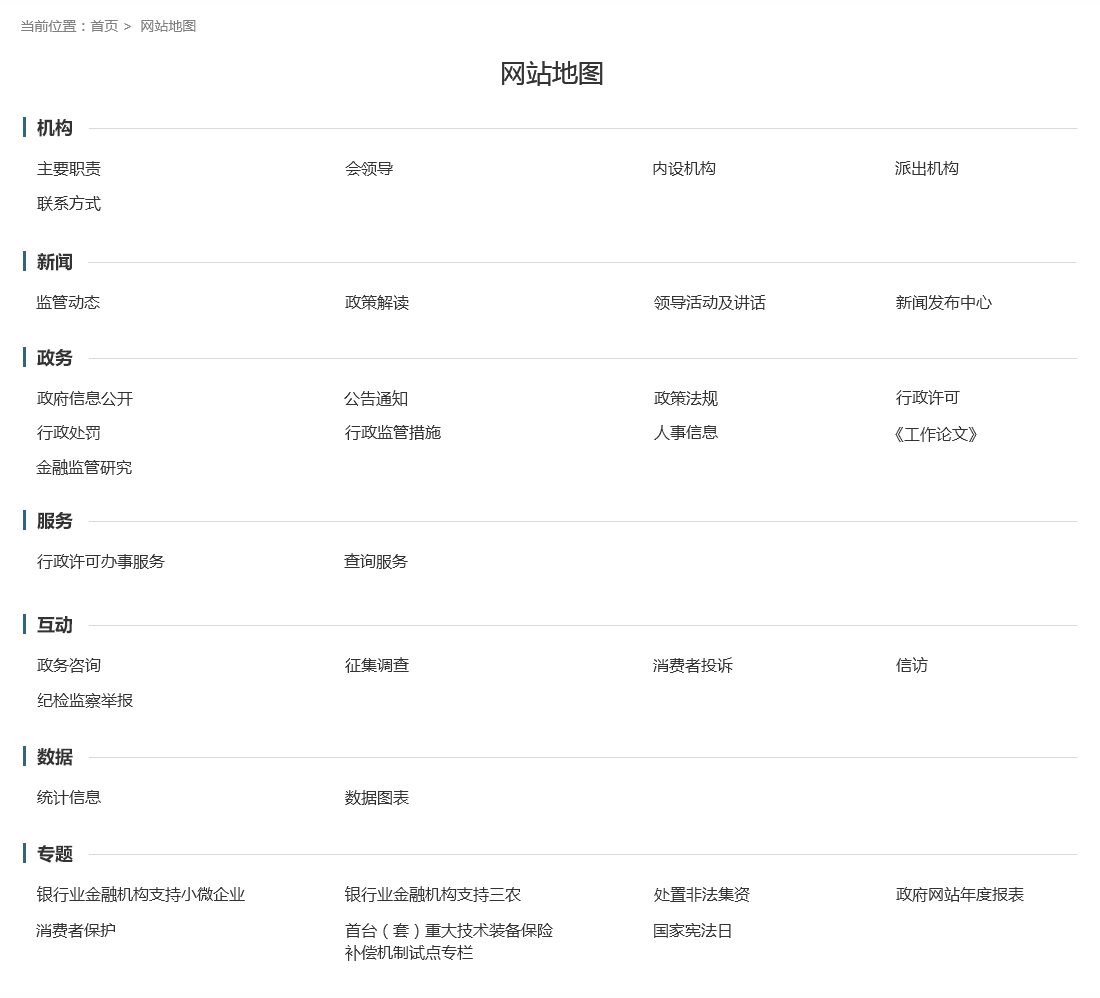 当前位置：首页 > 网站地图
网站地图
机构
主要职责 会领导 内设机构 派出机构
联系方式
新闻
监管动态 政策解读 领导活动及讲话 新闻发布中心
政务
政府信息公开 公告通知 政策法规 行政许可
行政处罚 行政监管措施 人事信息 《工作论文》
金融监管研究
服务
行政许可办事服务 查询服务
互动
政务咨询 征集调查 消费者投诉 信访
纪检监察举报
数据
统计信息 数据图表
专题
银行业金融机构支持小微企业 银行业金融机构支持三农 处置非法集资 政府网站年度报表
消费者保护 首台（套）重大技术装备保险 国家宪法日
补偿机制试点专栏